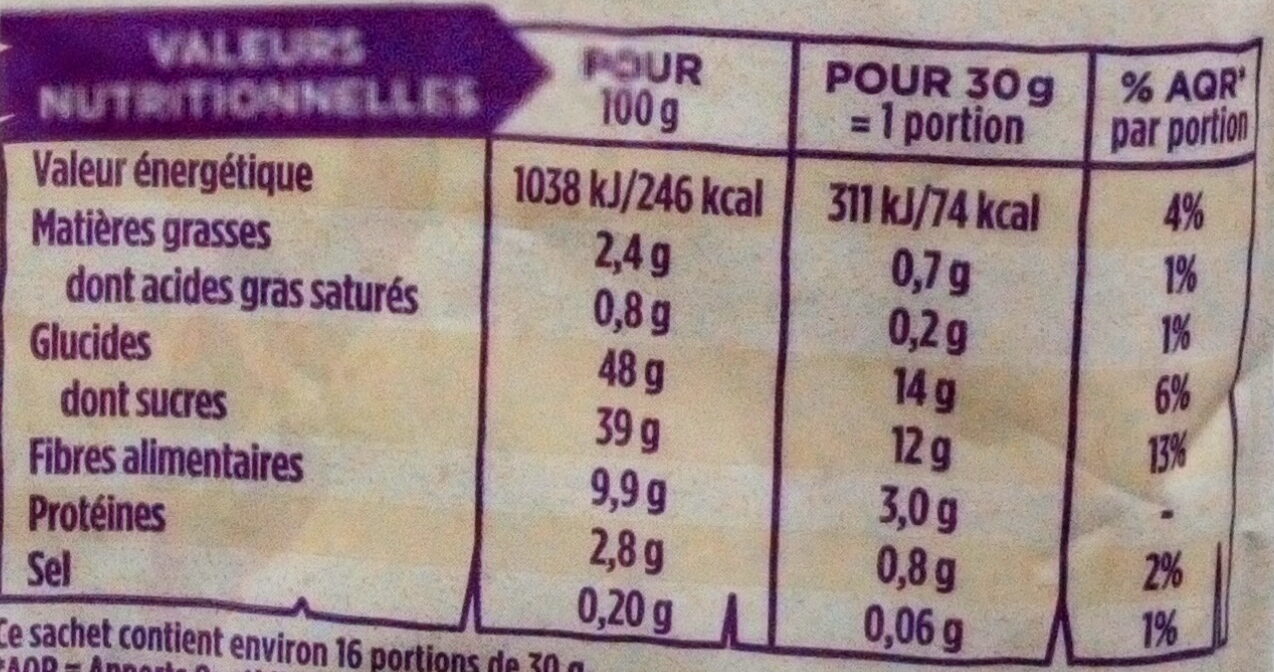 VALEURS NUTRITIONNELLES POUR 100 g POUR 30 g = 1 portion % AQR* par portion
Valeur énergétique 1038 kJ/246 kcal 311 kJ/74 kcal 4%
Matières grasses 2,4 g 0,7 g 1%
dont acides gras saturés 0,8 g 0,2 g 1%
Glucides 48 g 14 g 6%
dont sucres 39 g 12 g 13%
Fibres alimentaires 9,9 g 3,0 g -
Protéines 2,8 g 0,8 g 2%
Sel 0,20 g 0,06 g 1%
Ce sachet contient environ 16 portions de 30 g